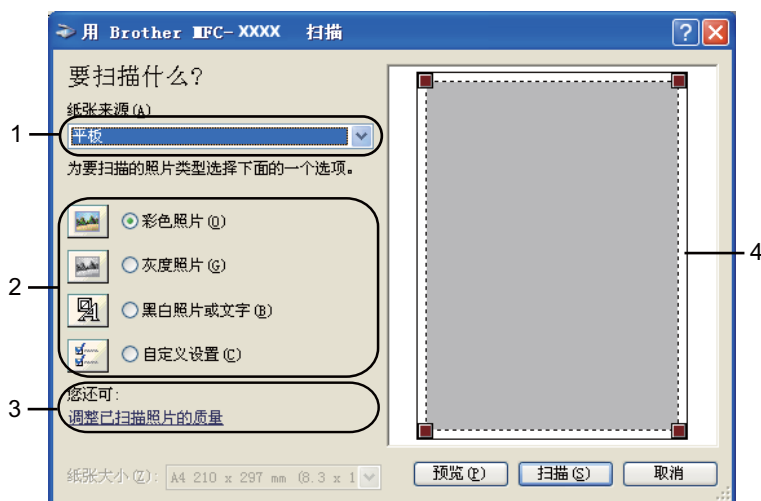 用 Brother MFC-XXXX 扫描
要扫描什么?
纸张来源(A)
1
平板
为要扫描的照片类型选择下面的一个选项。
彩色照片(O)
灰度照片(G)
2
黑白照片或文字(B)
自定义设置(C)
3
您还可:
调整已扫描照片的质量
4
纸张大小(Z): A4 210 x 297 mm (8.3 x 1
预览(P) 扫描(S) 取消